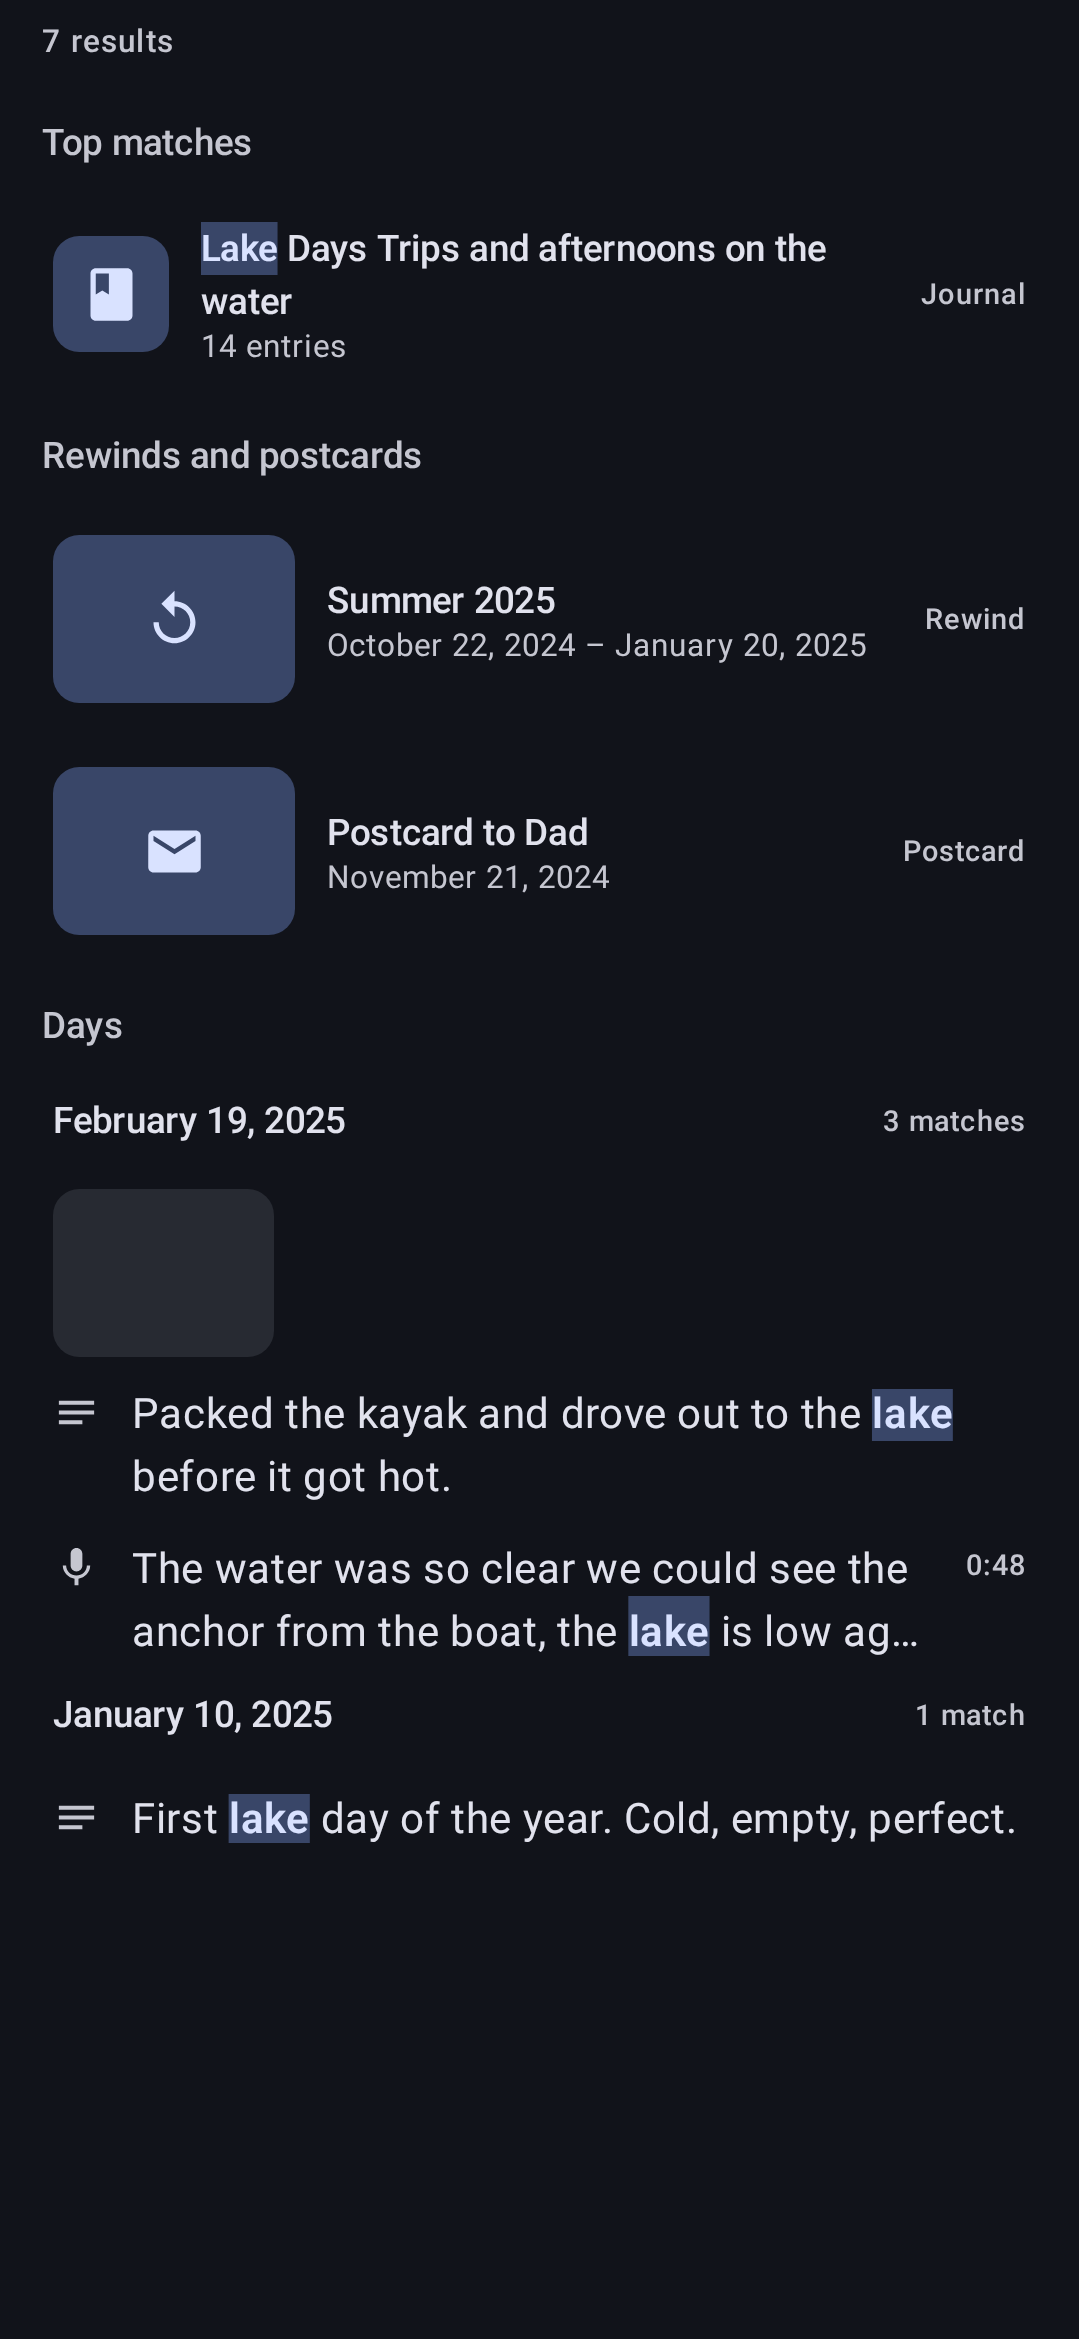 7 results
Top matches
Lake Days Trips and afternoons on the
water
Journal
14 entries
Rewinds and postcards
Summer 2025
Rewind
October 22, 2024 – January 20, 2025
Postcard to Dad
Postcard
November 21, 2024
Days
February 19, 2025
3 matches
Packed the kayak and drove out to the lake
before it got hot.
The water was so clear we could see the
0:48
anchor from the boat, the lake is low ag…
January 10, 2025
1 match
First lake day of the year. Cold, empty, perfect.